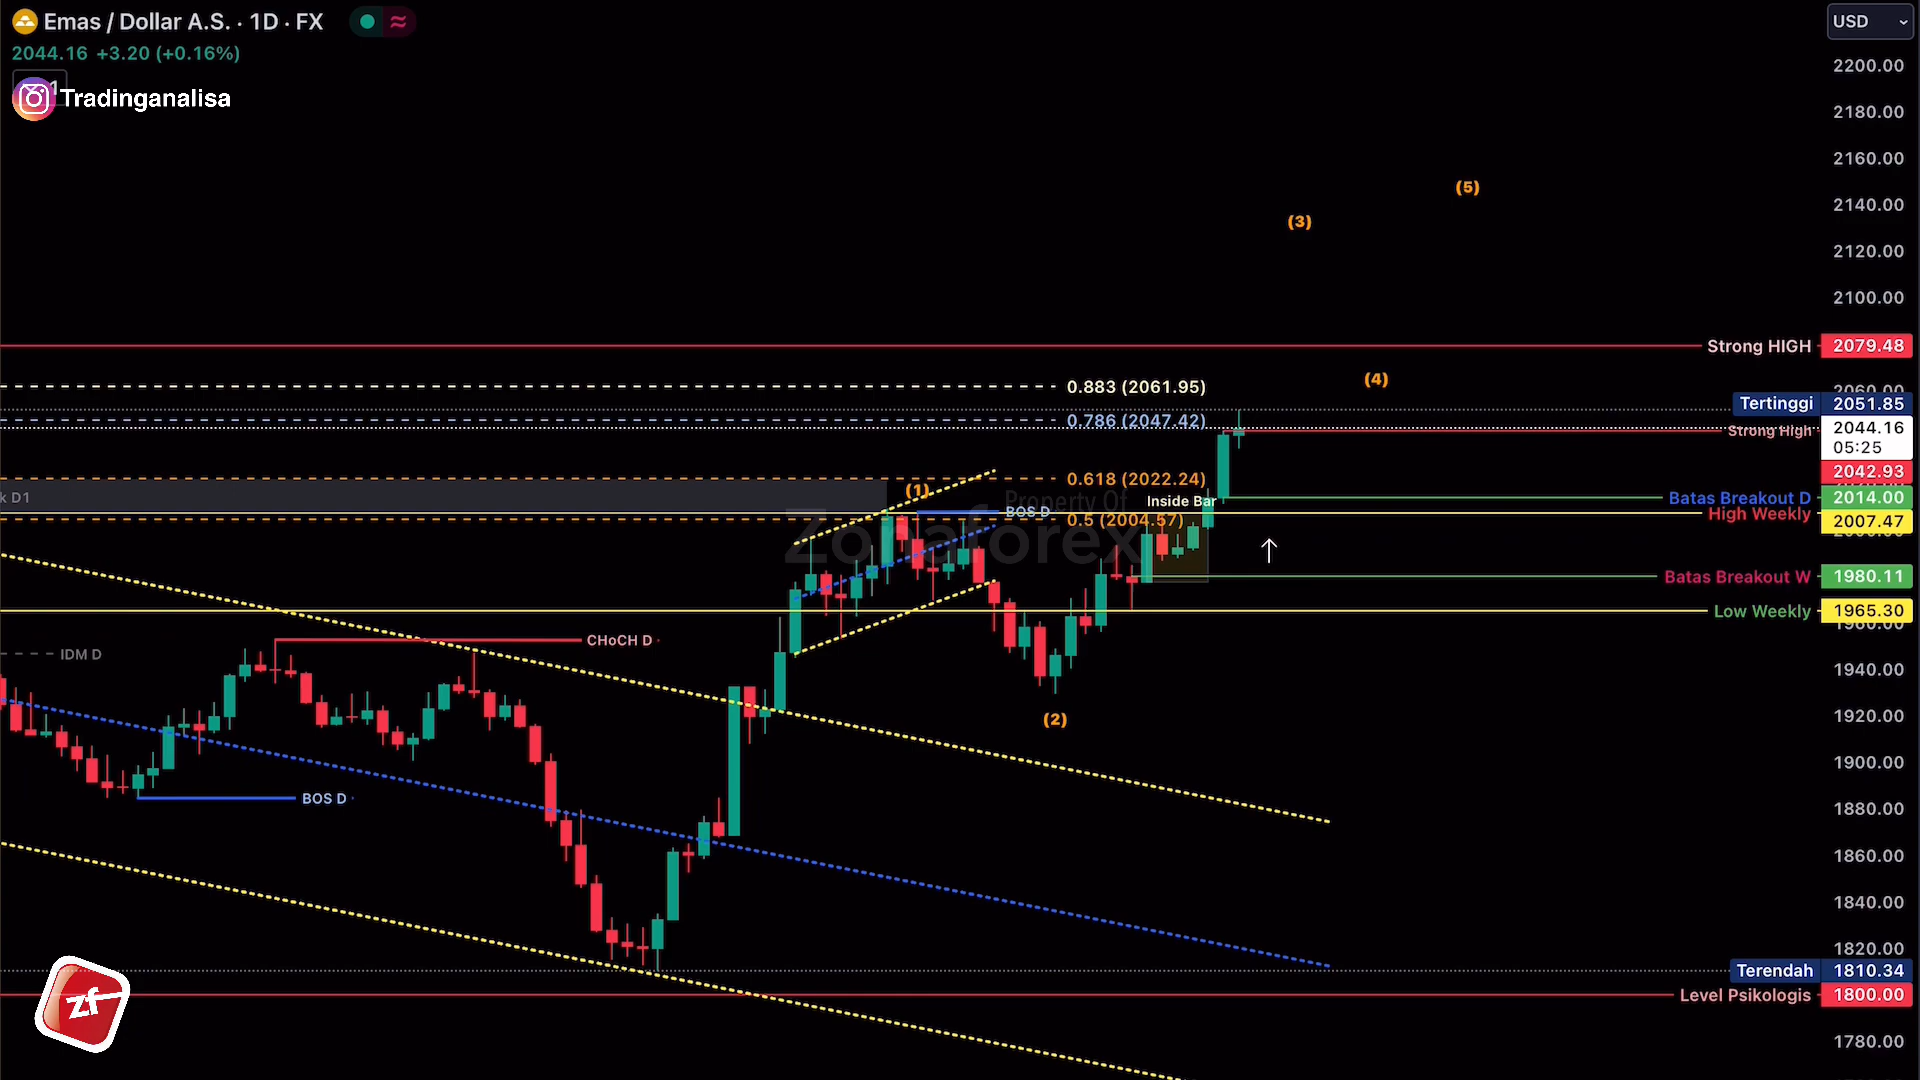 Emas / Dollar A.S. · 1D · FX
USD
2044.16 +3.20 (+0.16%)
Tradinganalisa
2200.00
2180.00
2160.00
(5)
2140.00
(3)
2120.00
2100.00
Strong HIGH 2079.48
(4)
0.883 (2061.95)
2060.00
Tertinggi 2051.85
0.786 (2047.42)
Strong High 2044.16
05:25
2042.93
0.618 (2022.24)
(1)
k D1
Property Of
Inside Bar
Batas Breakout D 2014.00
BOS D
High Weekly 2007.47
0.5 (2004.57)
Zonaforex
Batas Breakout W 1980.11
Low Weekly 1965.30
1960.00
CHoCH D
IDM D
1940.00
(2)
1920.00
1900.00
BOS D
1880.00
1860.00
1840.00
1820.00
Terendah 1810.34
Level Psikologis 1800.00
zf
1780.00